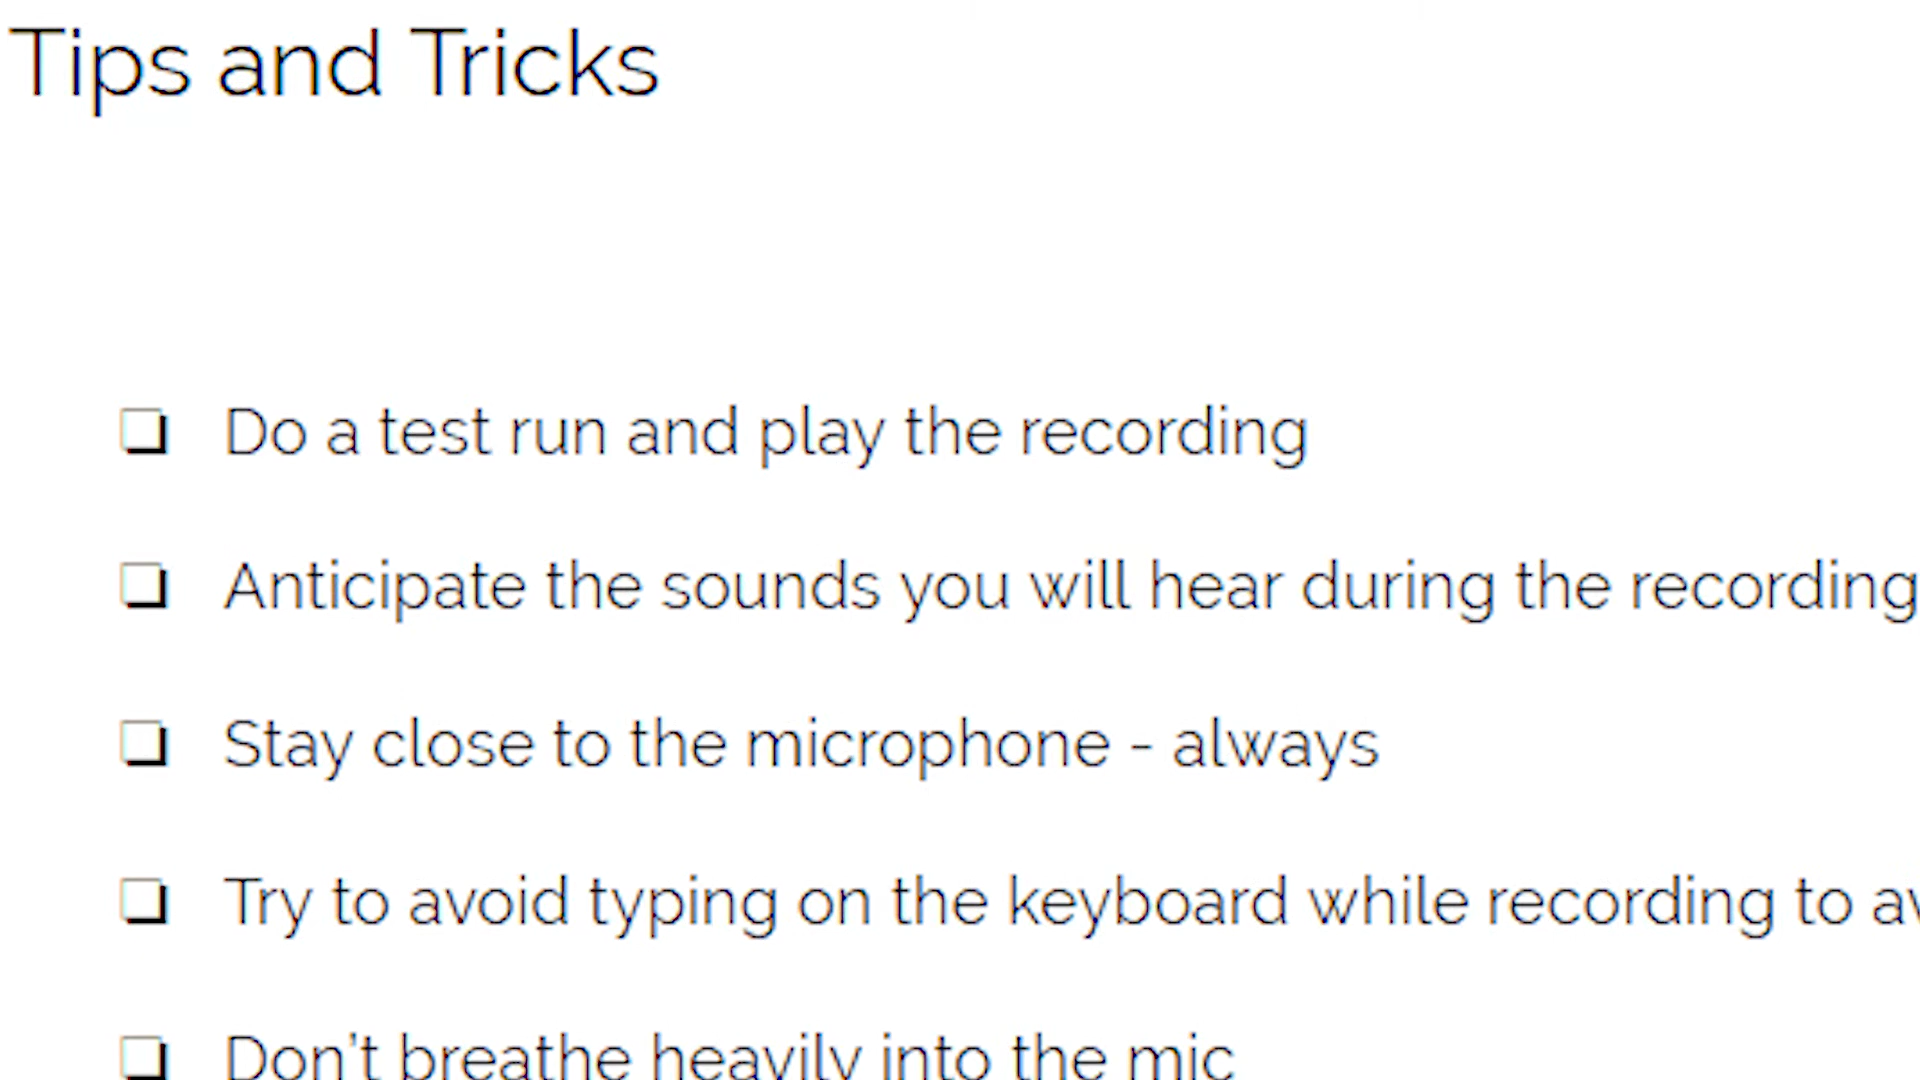 Tips and Tricks
❏ Do a test run and play the recording
❏ Anticipate the sounds you will hear during the recording
❏ Stay close to the microphone - always
❏ Try to avoid typing on the keyboard while recording to
❏ Don't breathe heavily into the mic